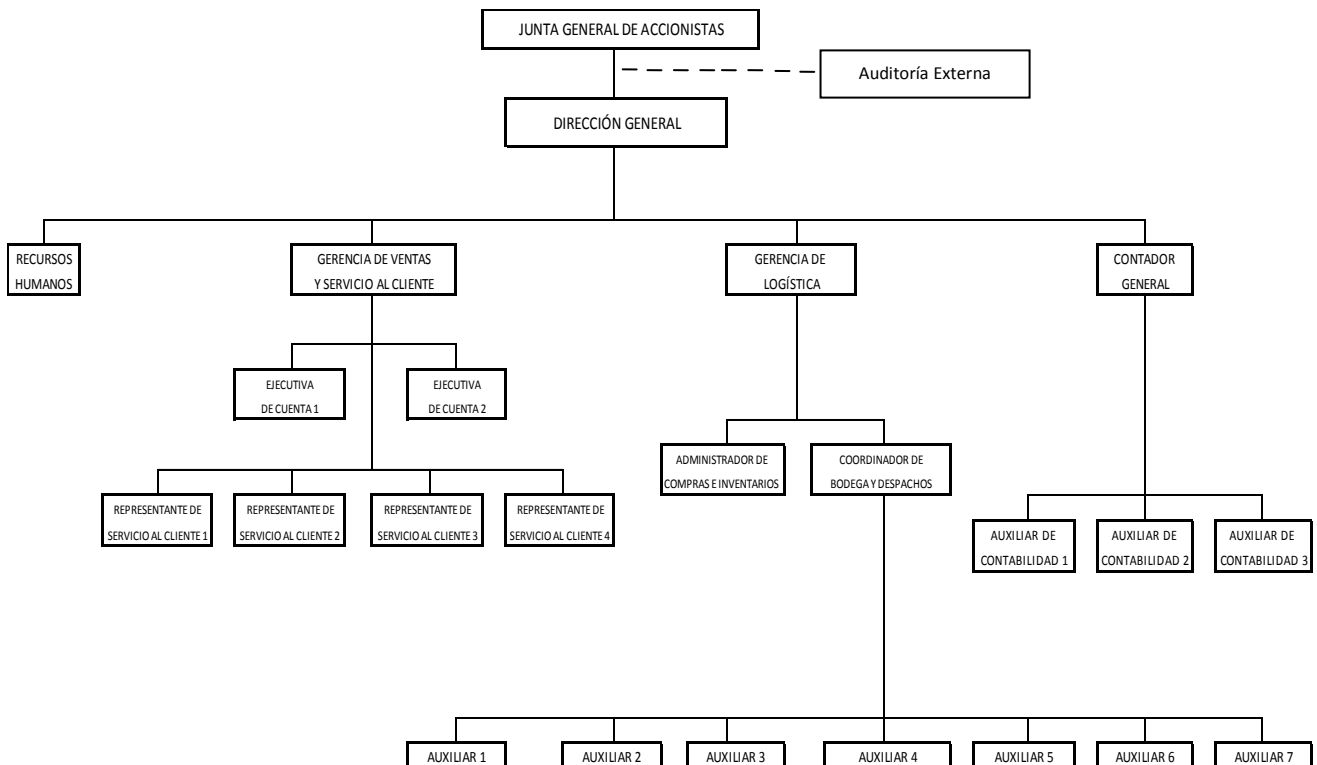 JUNTA GENERAL DE ACCIONISTAS
Auditoría Externa
DIRECCIÓN GENERAL
RECURSOS
HUMANOS
GERENCIA DE VENTAS
Y SERVICIO AL CLIENTE
GERENCIA DE
LOGÍSTICA
CONTADOR
GENERAL
EJECUTIVA
DE CUENTA 1
EJECUTIVA
DE CUENTA 2
ADMINISTRADOR DE
COMPRAS E INVENTARIOS
COORDINADOR DE
BODEGA Y DESPACHOS
REPRESENTANTE DE
SERVICIO AL CLIENTE 1
REPRESENTANTE DE
SERVICIO AL CLIENTE 2
REPRESENTANTE DE
SERVICIO AL CLIENTE 3
REPRESENTANTE DE
SERVICIO AL CLIENTE 4
AUXILIAR DE
CONTABILIDAD 1
AUXILIAR DE
CONTABILIDAD 2
AUXILIAR DE
CONTABILIDAD 3
AUXILIAR 1
AUXILIAR 2
AUXILIAR 3
AUXILIAR 4
AUXILIAR 5
AUXILIAR 6
AUXILIAR 7